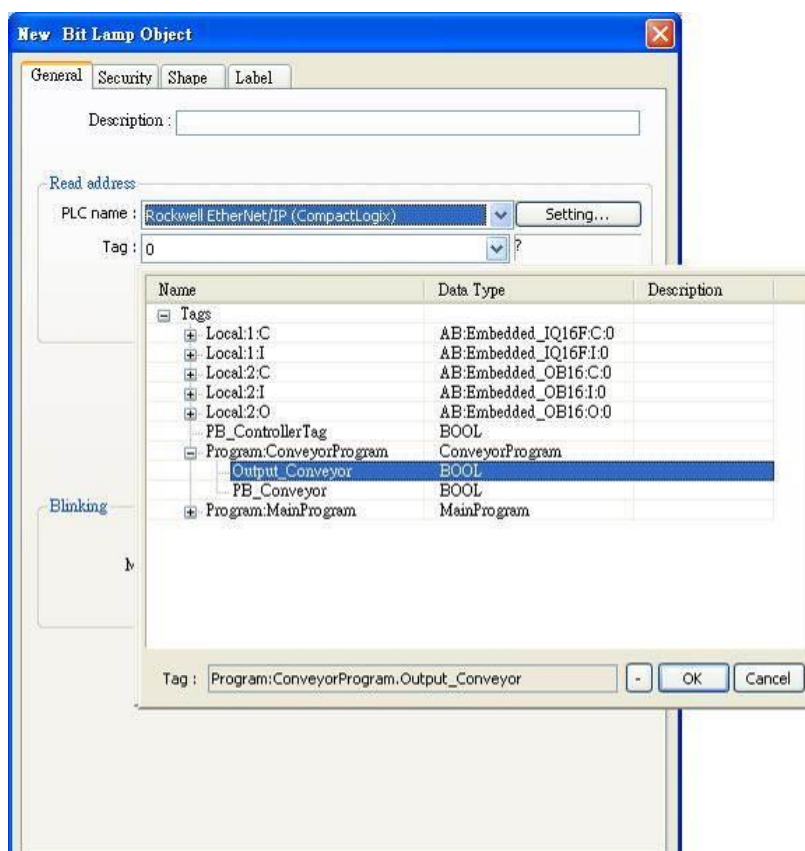 New Bit Lamp Object
General Security Shape Label
Description :
Read address
PLC name : Rockwell EtherNet/IP (CompactLogix) Setting...
Tag : 0 ?
Name Data Type Description
Tags
Local:1:C AB:Embedded_IQ16F:C:0
Local:1:I AB:Embedded_IQ16F:I:0
Local:2:C AB:Embedded_OB16:C:0
Local:2:I AB:Embedded_OB16:I:0
Local:2:O AB:Embedded_OB16:O:0
PB_ControllerTag BOOL
Program:ConveyorProgram ConveyorProgram
Output_Conveyor BOOL
PB_Conveyor BOOL
Program:MainProgram MainProgram
Blinking
Tag : Program:ConveyorProgram.Output_Conveyor - OK Cancel